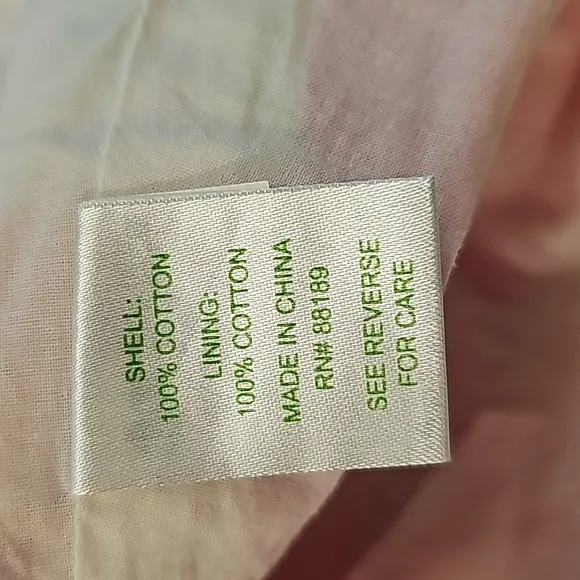 SHELL:
100% COTTON
LINING:
100% COTTON
MADE IN CHINA
RN# 88189
SEE REVERSE
FOR CARE